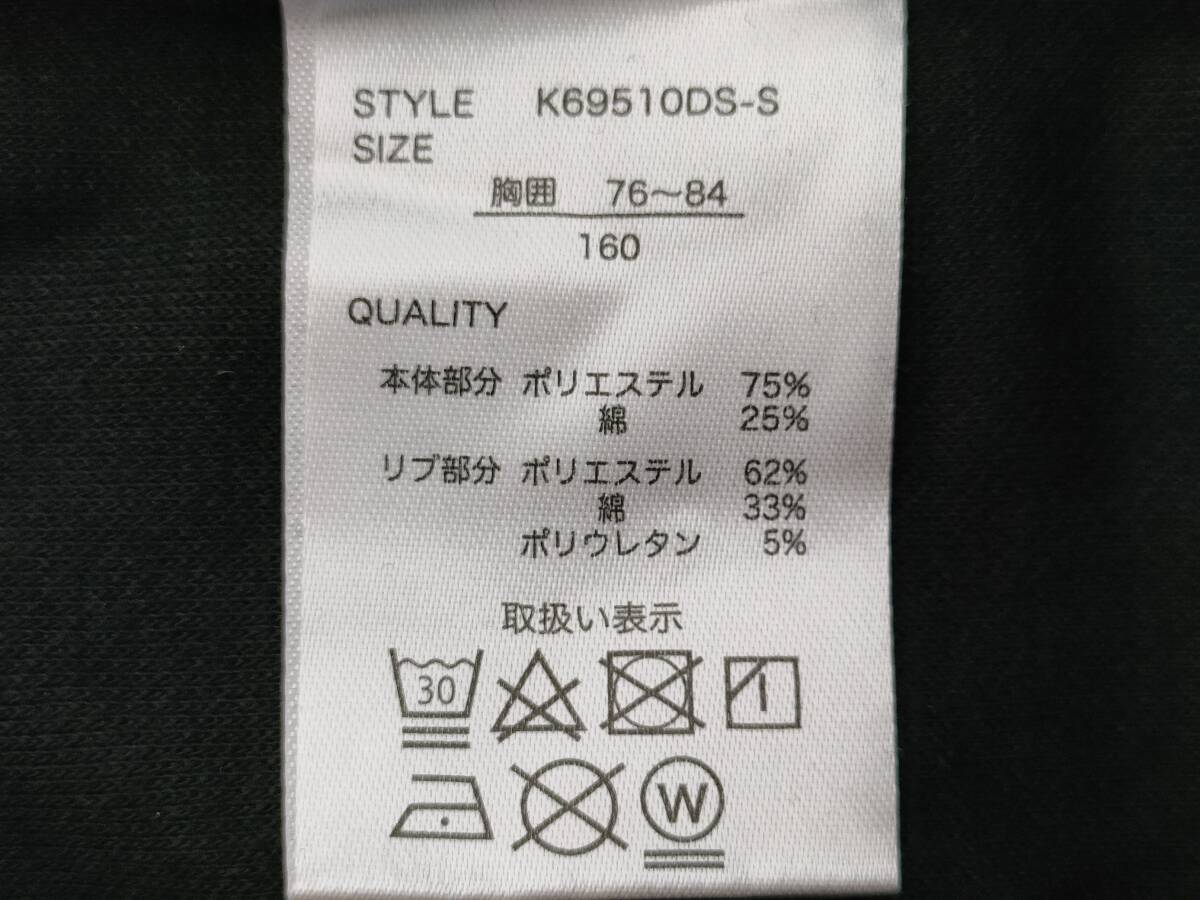 STYLE K69510DS-S
SIZE
胸囲 76〜84
160
QUALITY
本体部分 ポリエステル 75%
綿 25%
リブ部分 ポリエステル 62%
綿 33%
ポリウレタン 5%
取扱い表示
30
W